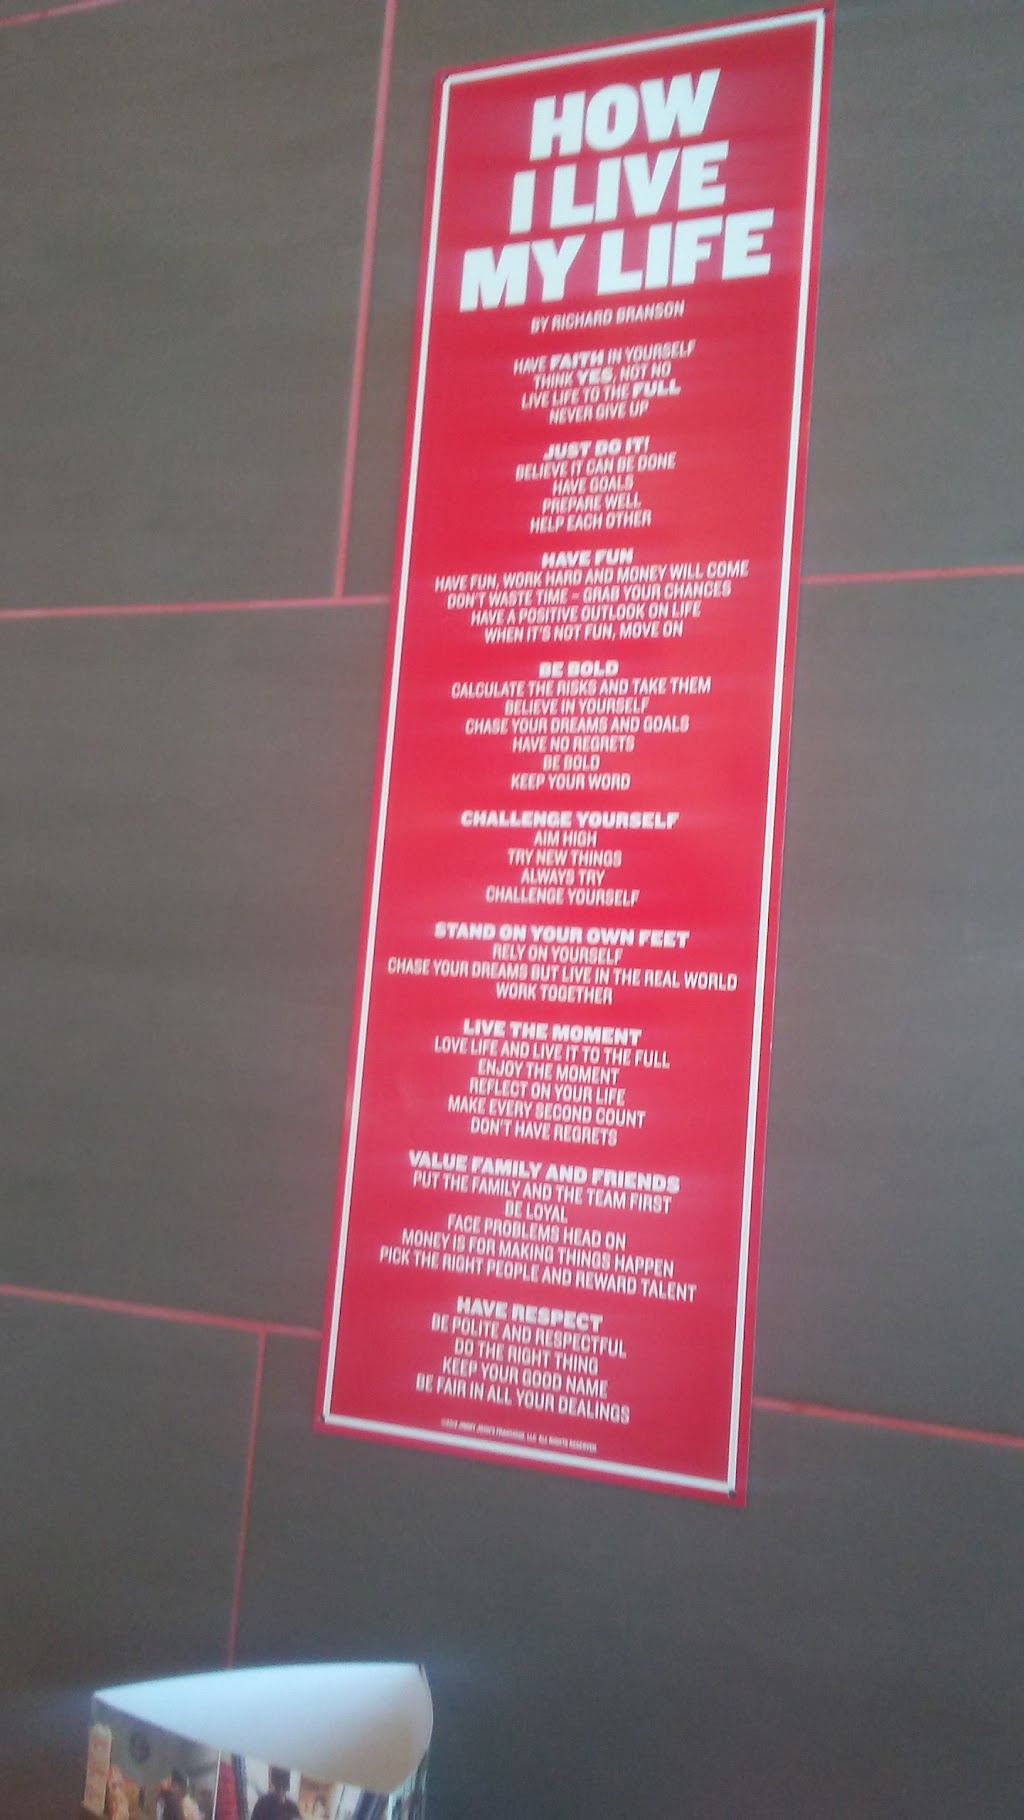 HOW
I LIVE
MY LIFE
BY RICHARD BRANSON
HAVE FAITH IN YOURSELF
THINK YES, NOT NO
LIVE LIFE TO THE FULL
NEVER GIVE UP
JUST DO IT!
BELIEVE IT CAN BE DONE
HAVE GOALS
PREPARE WELL
HELP EACH OTHER
HAVE FUN
HAVE FUN, WORK HARD AND MONEY WILL COME
DON'T WASTE TIME – GRAB YOUR CHANCES
HAVE A POSITIVE OUTLOOK ON LIFE
WHEN IT'S NOT FUN, MOVE ON
BE BOLD
CALCULATE THE RISKS AND TAKE THEM
BELIEVE IN YOURSELF
CHASE YOUR DREAMS AND GOALS
HAVE NO REGRETS
BE BOLD
KEEP YOUR WORD
CHALLENGE YOURSELF
AIM HIGH
TRY NEW THINGS
ALWAYS TRY
CHALLENGE YOURSELF
STAND ON YOUR OWN FEET
RELY ON YOURSELF
CHASE YOUR DREAMS BUT LIVE IN THE REAL WORLD
WORK TOGETHER
LIVE THE MOMENT
LOVE LIFE AND LIVE IT TO THE FULL
ENJOY THE MOMENT
REFLECT ON YOUR LIFE
MAKE EVERY SECOND COUNT
DON'T HAVE REGRETS
VALUE FAMILY AND FRIENDS
PUT THE FAMILY AND THE TEAM FIRST
BE LOYAL
FACE PROBLEMS HEAD ON
MONEY IS FOR MAKING THINGS HAPPEN
PICK THE RIGHT PEOPLE AND REWARD TALENT
HAVE RESPECT
BE POLITE AND RESPECTFUL
DO THE RIGHT THING
KEEP YOUR GOOD NAME
BE FAIR IN ALL YOUR DEALINGS
JIMMY JOHN'S FRANCHISE, LLC ALL RIGHTS RESERVED.